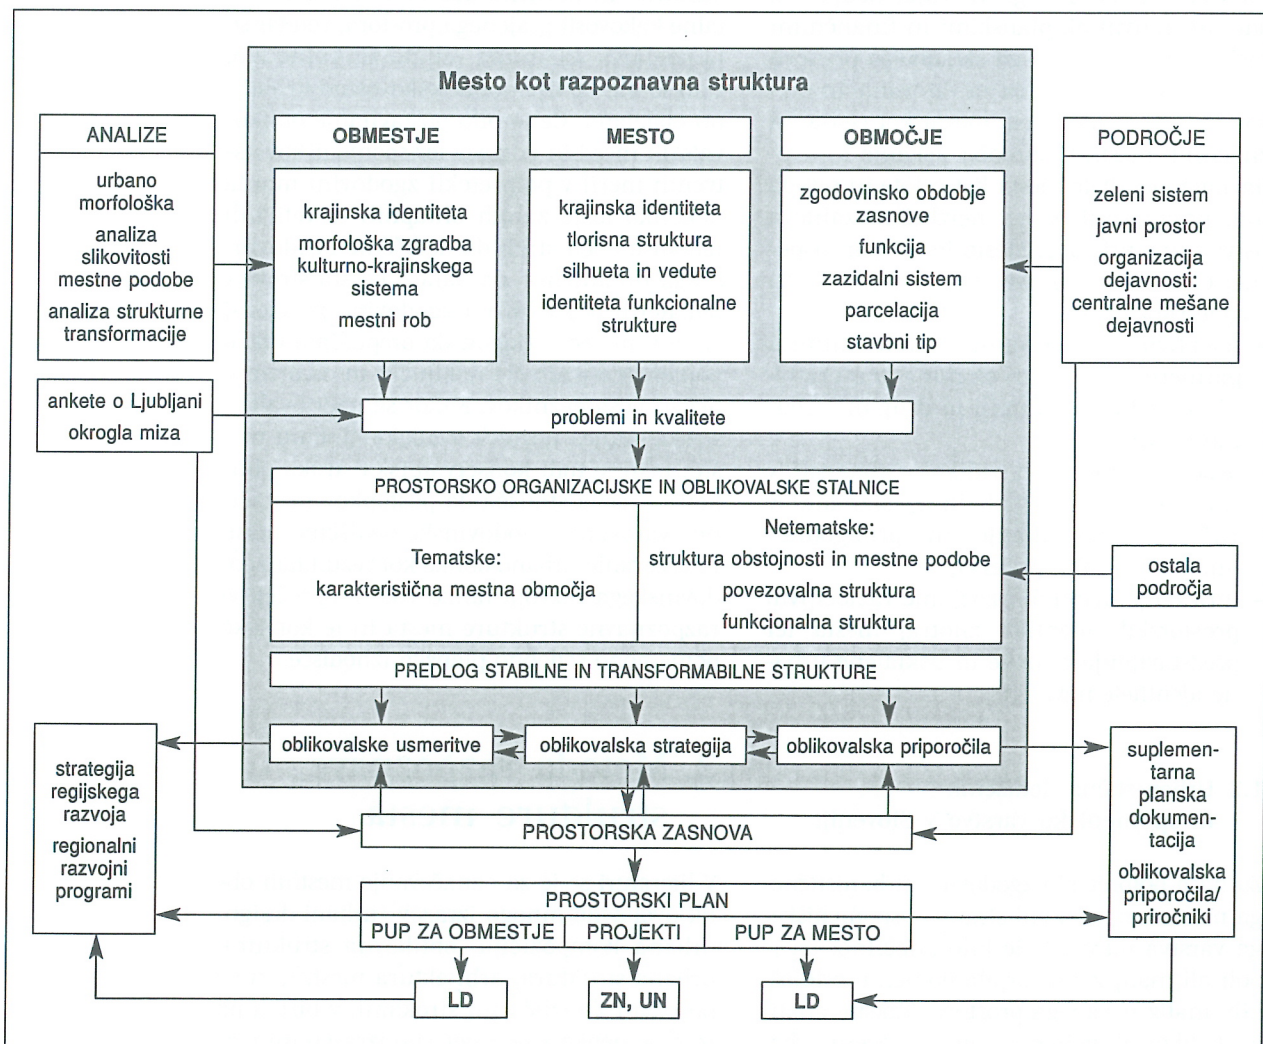 Mesto kot razpoznavna struktura
ANALIZE
urbano
morfološka
analiza
slikovitosti
mestne podobe
analiza strukturne
transformacije
OBMESTJE
krajinska identiteta
morfološka zgradba
kulturno-krajinskega
sistema
mestni rob
MESTO
krajinska identiteta
tlorisna struktura
silhueta in vedute
identiteta funkcionalne
strukture
OBMOČJE
zgodovinsko obdobje
zasnove
funkcija
zazidalni sistem
parcelacija
stavbni tip
PODROČJE
zeleni sistem
javni prostor
organizacija
dejavnosti:
centralne mešane
dejavnosti
ankete o Ljubljani
okrogla miza
problemi in kvalitete
PROSTORSKO ORGANIZACIJSKE IN OBLIKOVALSKE STALNICE
Tematske:
karakteristična mestna območja
Netematske:
struktura obstojnosti in mestne podobe
povezovalna struktura
funkcionalna struktura
ostala
področja
PREDLOG STABILNE IN TRANSFORMABILNE STRUKTURE
oblikovalske usmeritve
oblikovalska strategija
oblikovalska priporočila
strategija
regijskega
razvoja
regionalni
razvojni
programi
suplemen-
tarna
planska
dokumen-
tacija
oblikovalska
priporočila/
priročniki
PROSTORSKA ZASNOVA
PROSTORSKI PLAN
PUP ZA OBMESTJE
PROJEKTI
PUP ZA MESTO
LD
ZN, UN
LD